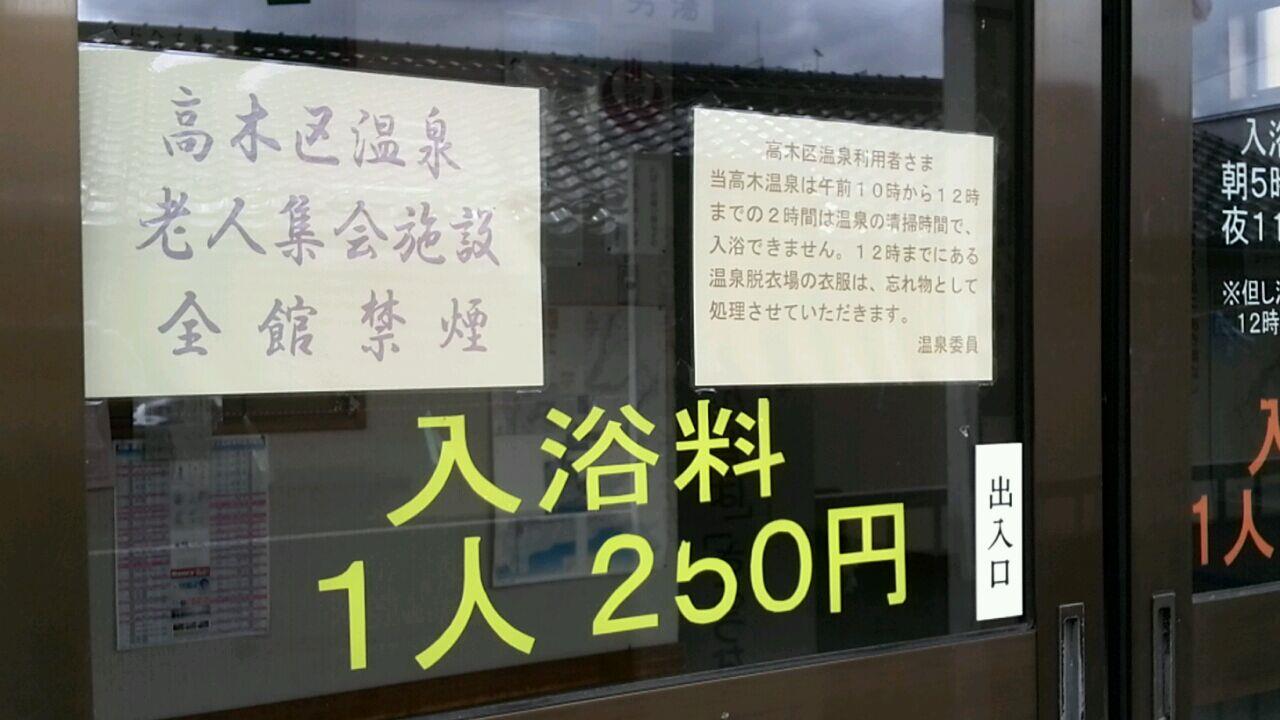 高木区温泉
老人集会施設
全館禁煙
高木区温泉利用者さま
当高木温泉は午前10時から12時
までの2時間は温泉の清掃時間で、
入浴できません。12時までにある
温泉脱衣場の衣服は、忘れ物として
処理させていただきます。
温泉委員
入浴料
1人 250円
出入口
入浴
朝5時
夜11
※但し
12時
入
1人